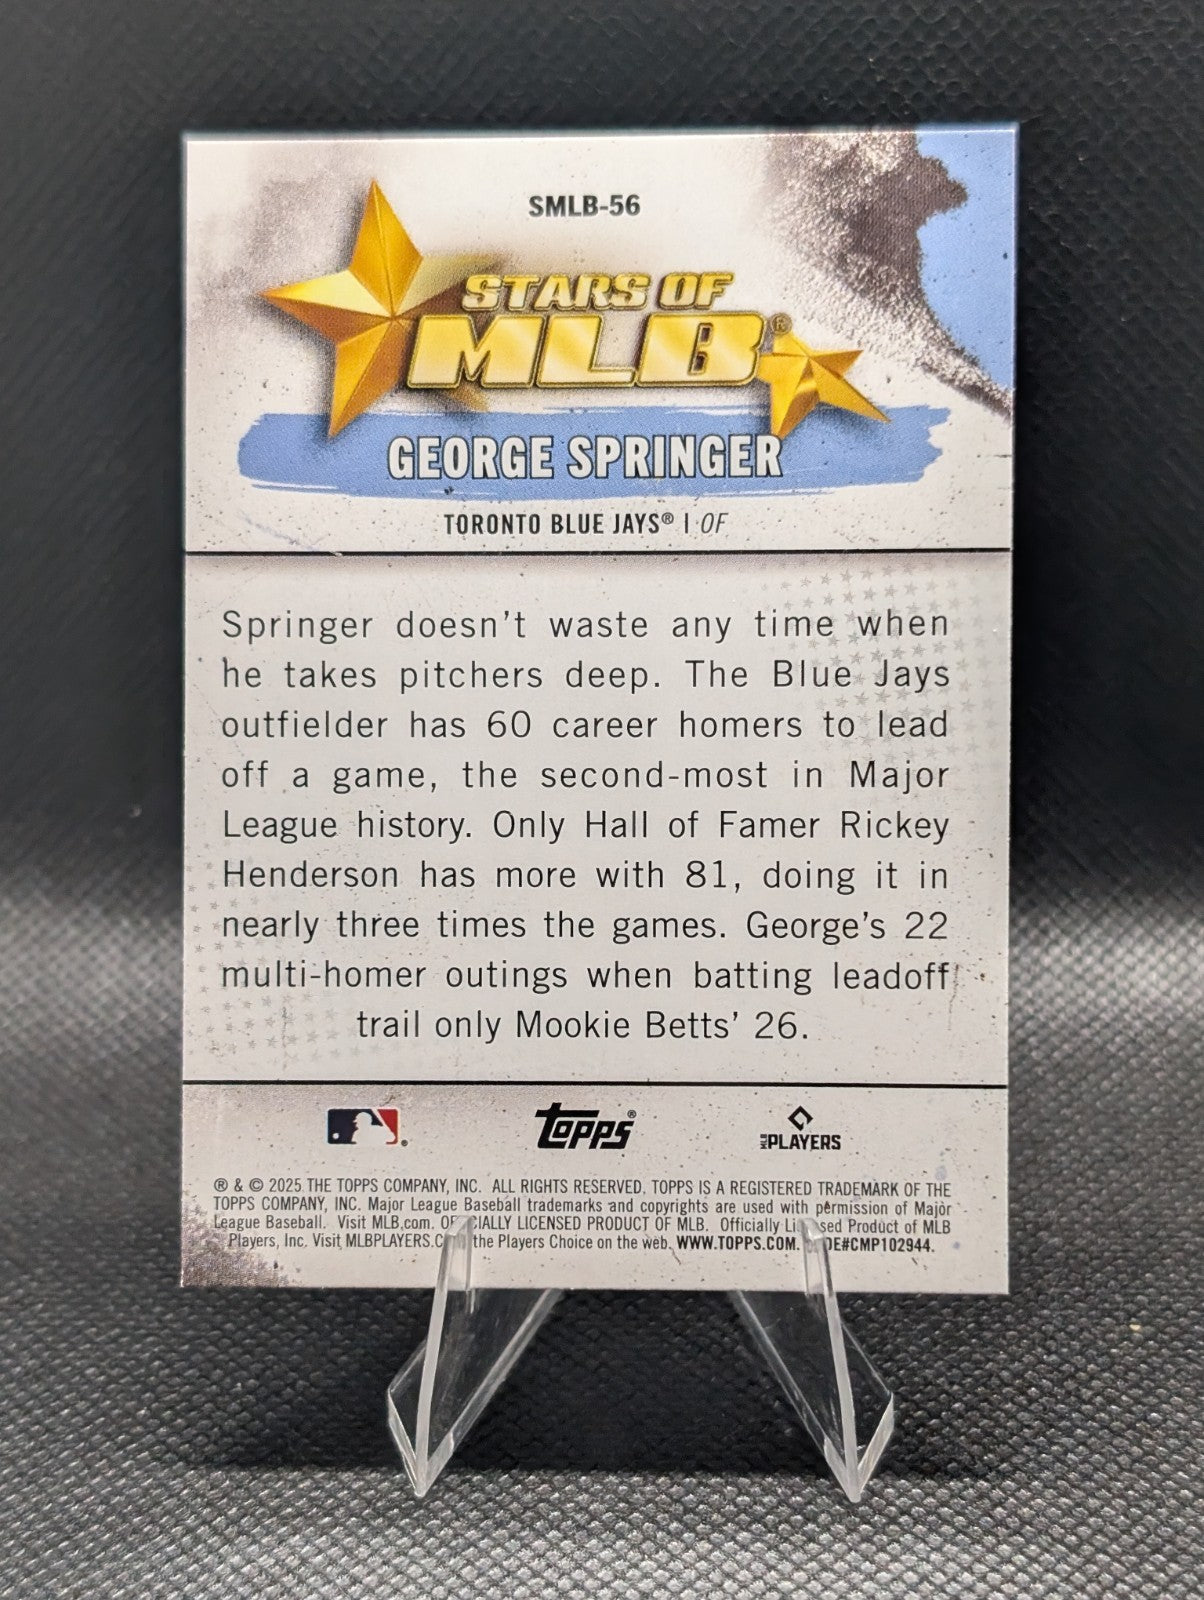 SMLB-56
STARS OF
MLB®
GEORGE SPRINGER
TORONTO BLUE JAYS® | OF
Springer doesn't waste any time when
he takes pitchers deep. The Blue Jays
outfielder has 60 career homers to lead
off a game, the second-most in Major
League history. Only Hall of Famer Rickey
Henderson has more with 81, doing it in
nearly three times the games. George's 22
multi-homer outings when batting leadoff
trail only Mookie Betts' 26.
topps®
MLB PLAYERS
® & © 2025 THE TOPPS COMPANY, INC. ALL RIGHTS RESERVED. TOPPS IS A REGISTERED TRADEMARK OF THE
TOPPS COMPANY, INC. Major League Baseball trademarks and copyrights are used with permission of Major
League Baseball. Visit MLB.com. LICENSED PRODUCT OF MLB. Officially Product of MLB
Players, Inc. Visit the Players Choice on the web. WWW.TOPPS.COM.